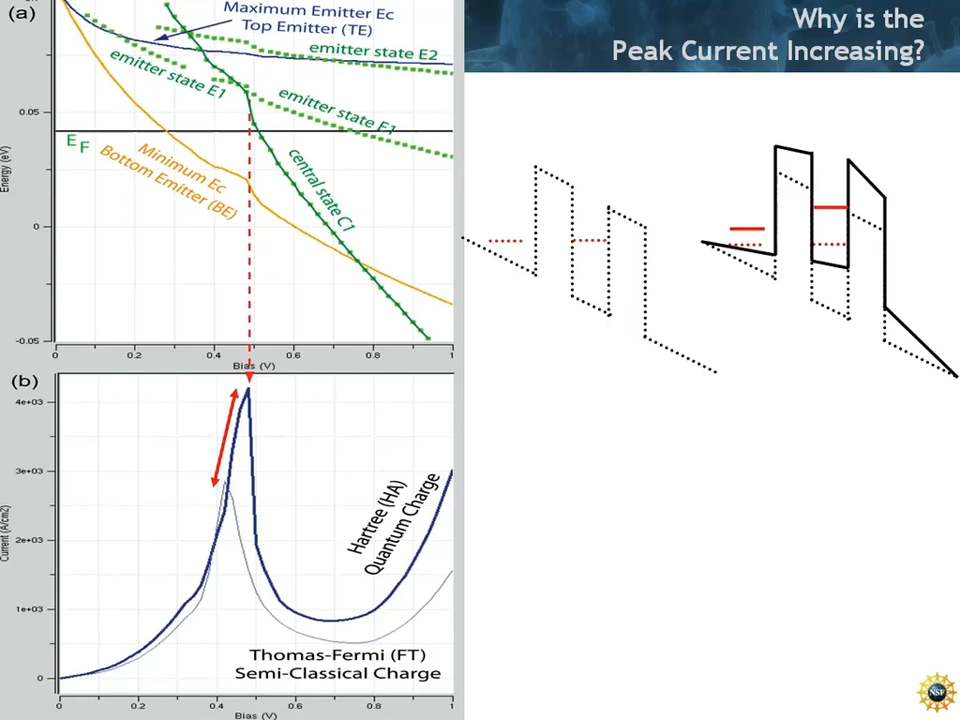 Why is the
Peak Current Increasing?
(a)
Maximum Emitter Ec
Top Emitter (TE)
emitter state E2
emitter state E1
emitter state E1
0.05
E F
Minimum Ec
Bottom Emitter (BE)
central state C1
Energy (eV)
0
-0.05
0 0.2 0.4 0.6 0.8 1
Bias (V)
(b)
4e+03
3e+03
2e+03
1e+03
0
Current (A/cm2)
Hartree (HA)
Quantum Charge
Thomas-Fermi (FT)
Semi-Classical Charge
0 0.2 0.4 0.6 0.8 1
Bias (V)
NSF